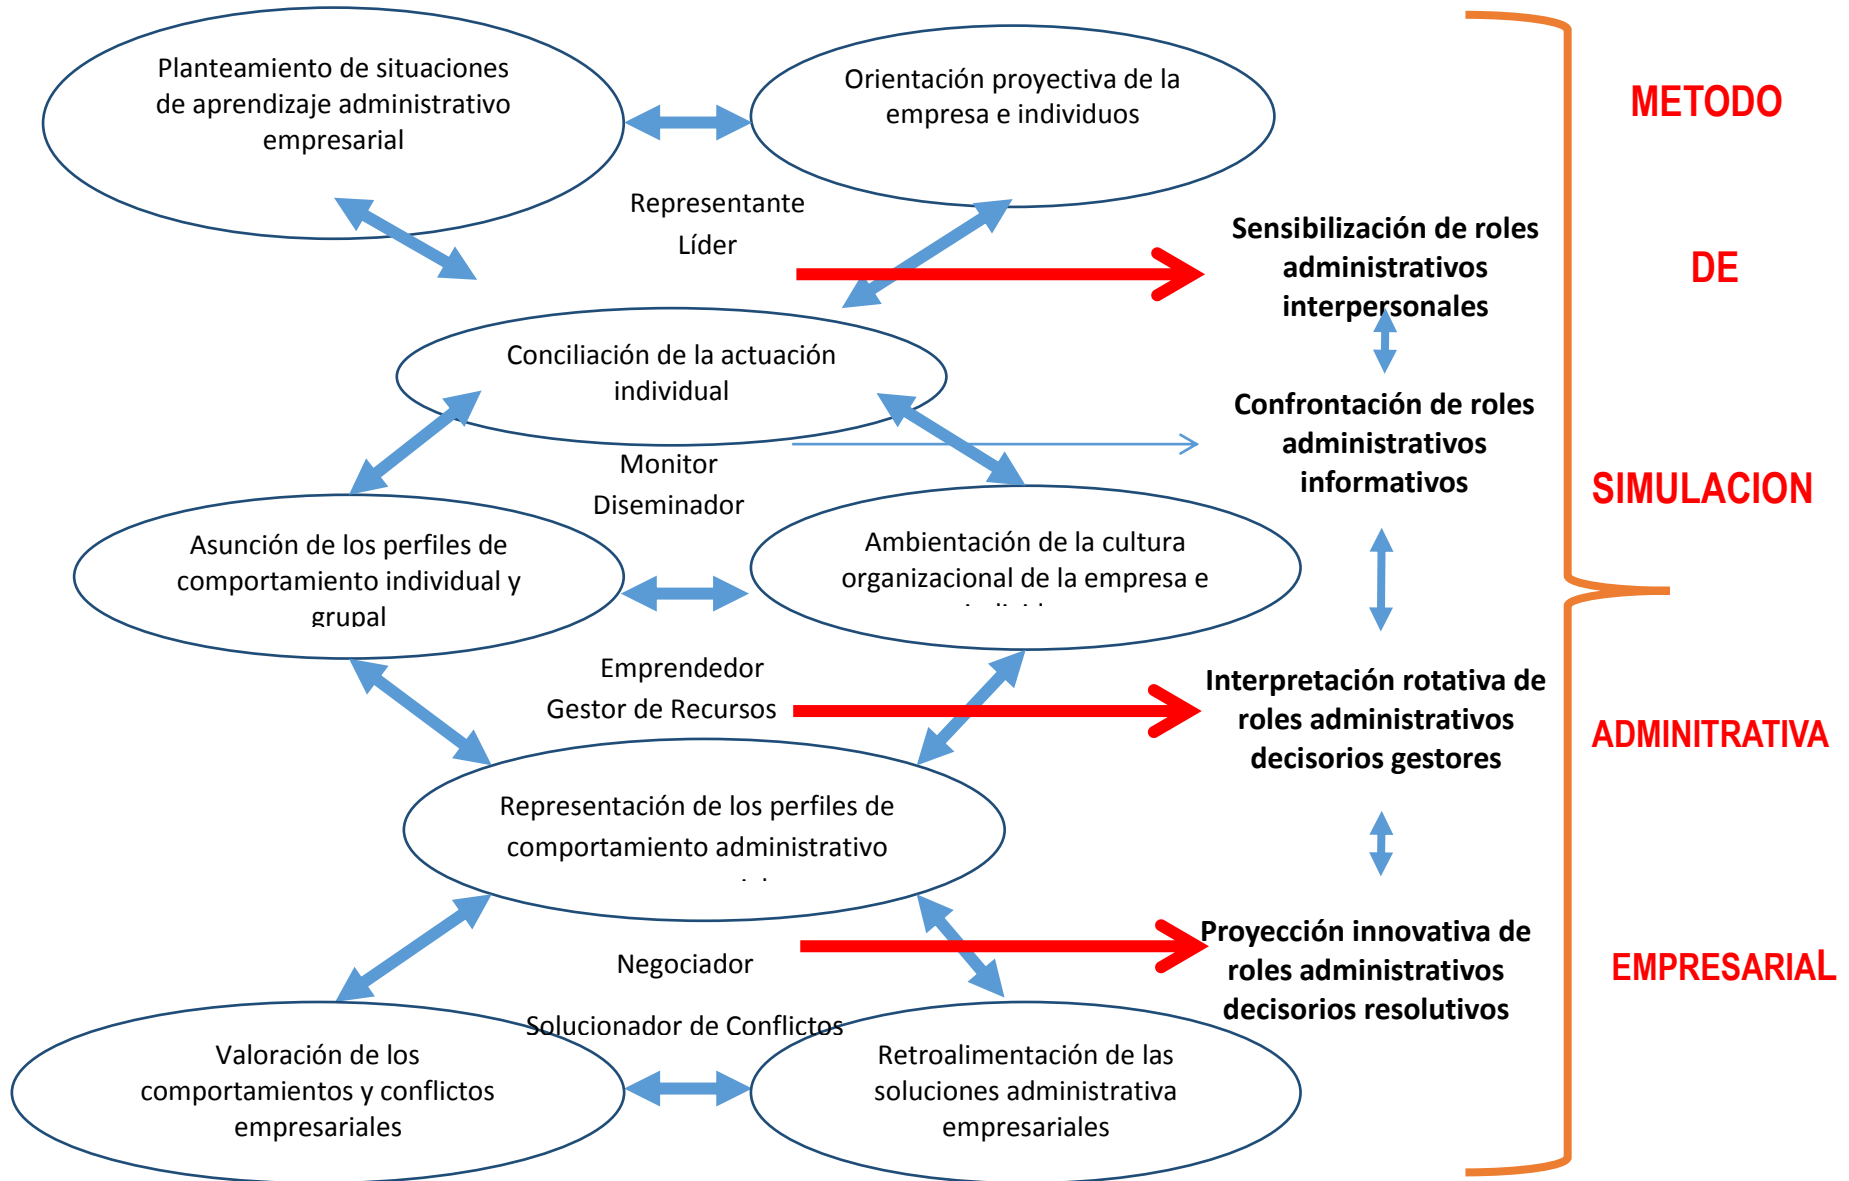 Planteamiento de situaciones
de aprendizaje administrativo
empresarial
Orientación proyectiva de la
empresa e individuos
METODO
Representante
Líder
Sensibilización de roles
administrativos
interpersonales
DE
Conciliación de la actuación
individual
Confrontación de roles
administrativos
informativos
Monitor
Diseminador
SIMULACION
Asunción de los perfiles de
comportamiento individual y
grupal
Ambientación de la cultura
organizacional de la empresa e
Emprendedor
Gestor de Recursos
Interpretación rotativa de
roles administrativos
decisorios gestores
ADMINITRATIVA
Representación de los perfiles de
comportamiento administrativo
Negociador
Solucionador de Conflictos
Proyección innovativa de
roles administrativos
decisorios resolutivos
EMPRESARIAL
Valoración de los
comportamientos y conflictos
empresariales
Retroalimentación de las
soluciones administrativa
empresariales